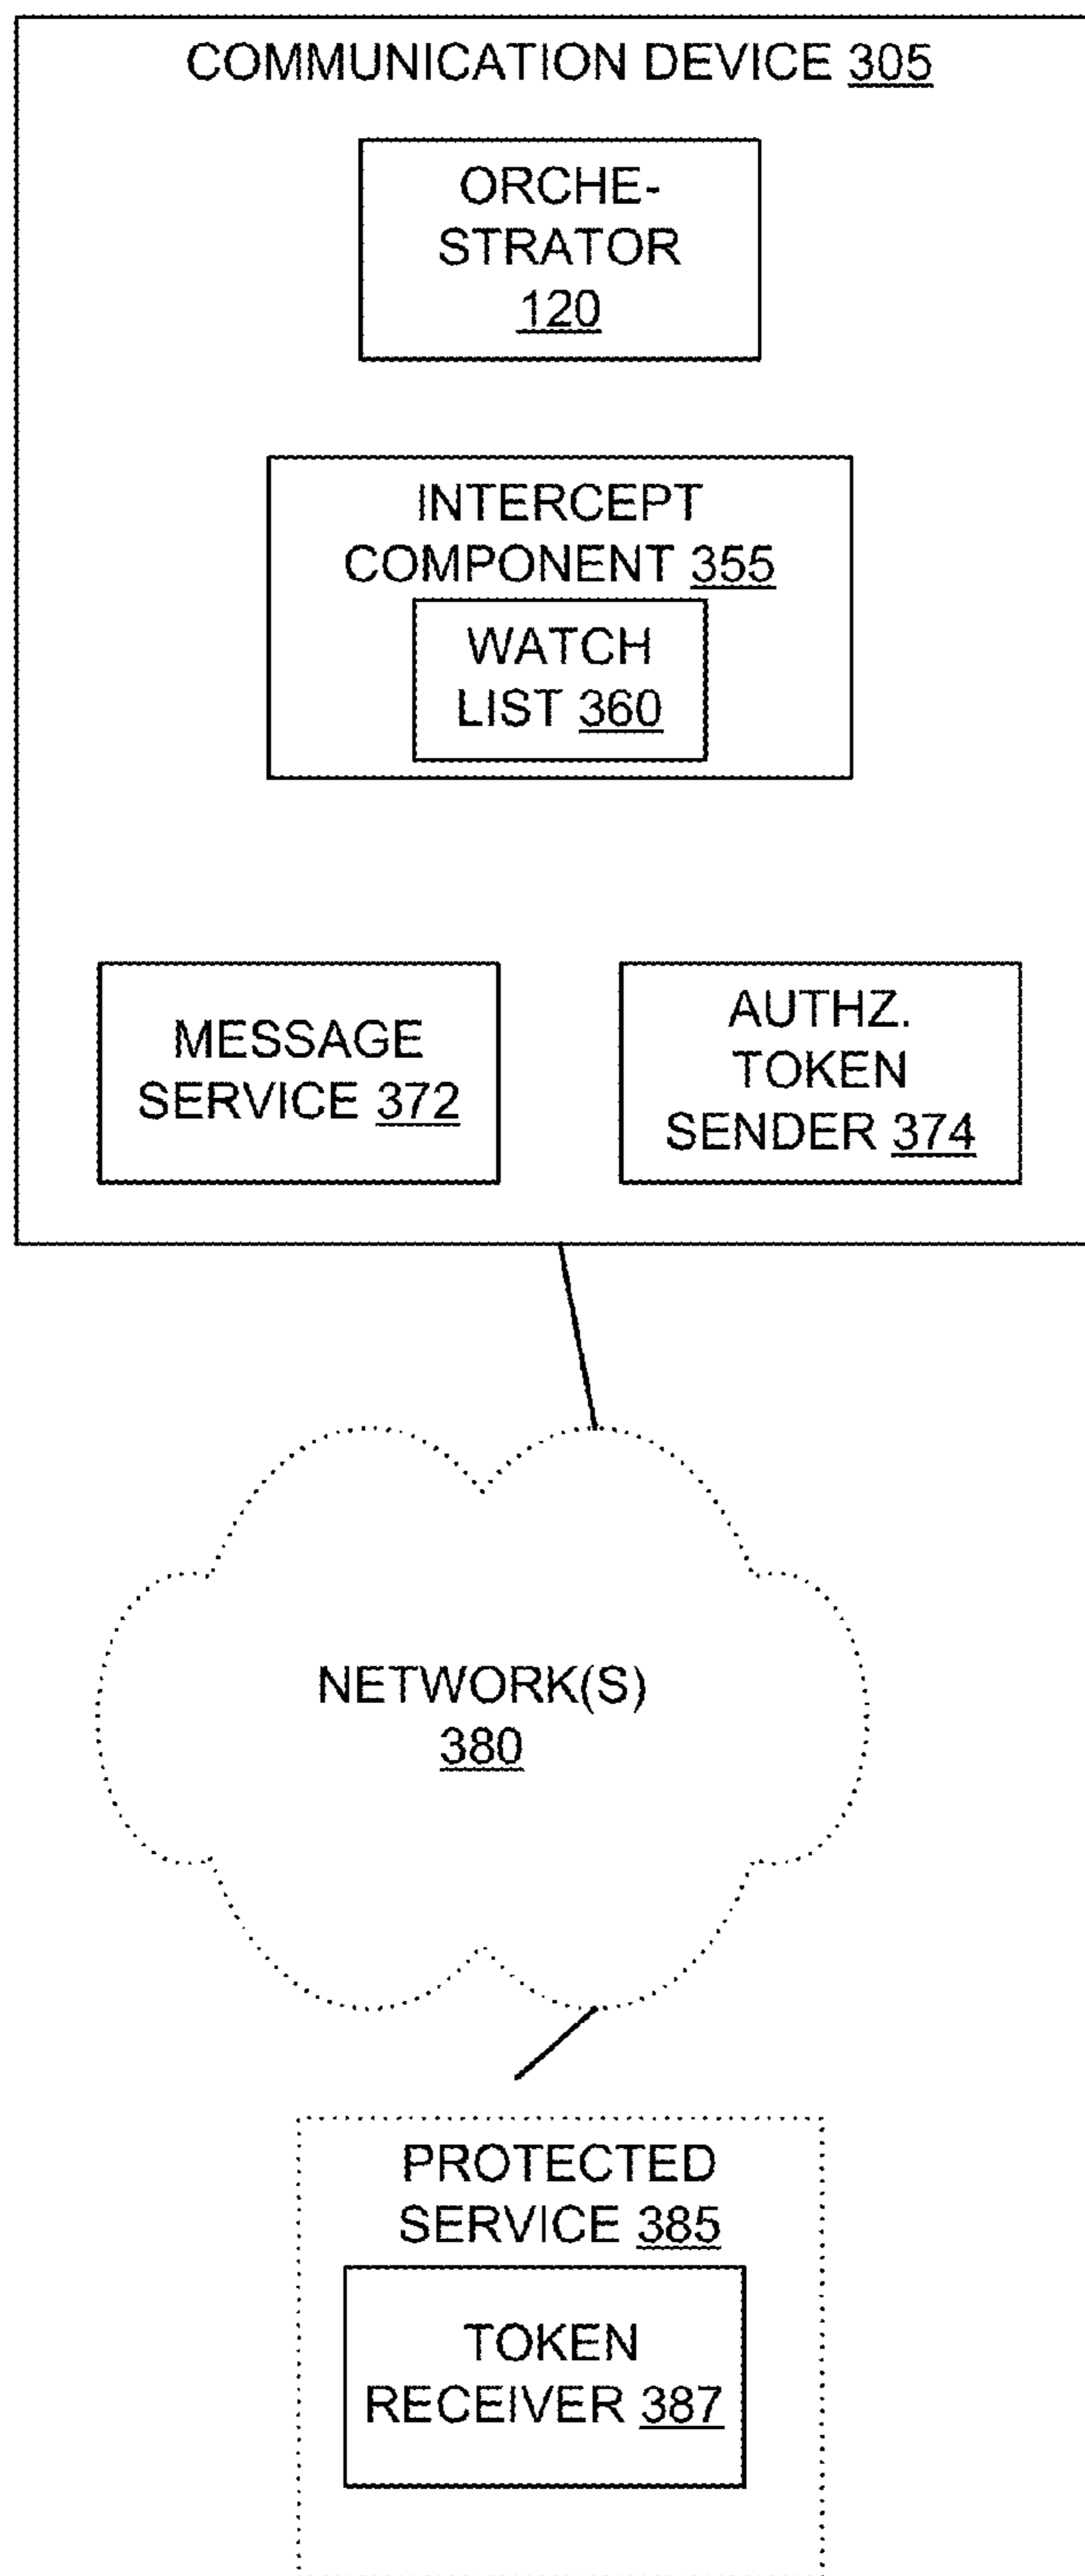 COMMUNICATION DEVICE 305
ORCHE-
STRATOR
120
INTERCEPT
COMPONENT 355
WATCH
LIST 360
MESSAGE
SERVICE 372
AUTHZ.
TOKEN
SENDER 374
NETWORK(S)
380
PROTECTED
SERVICE 385
TOKEN
RECEIVER 387